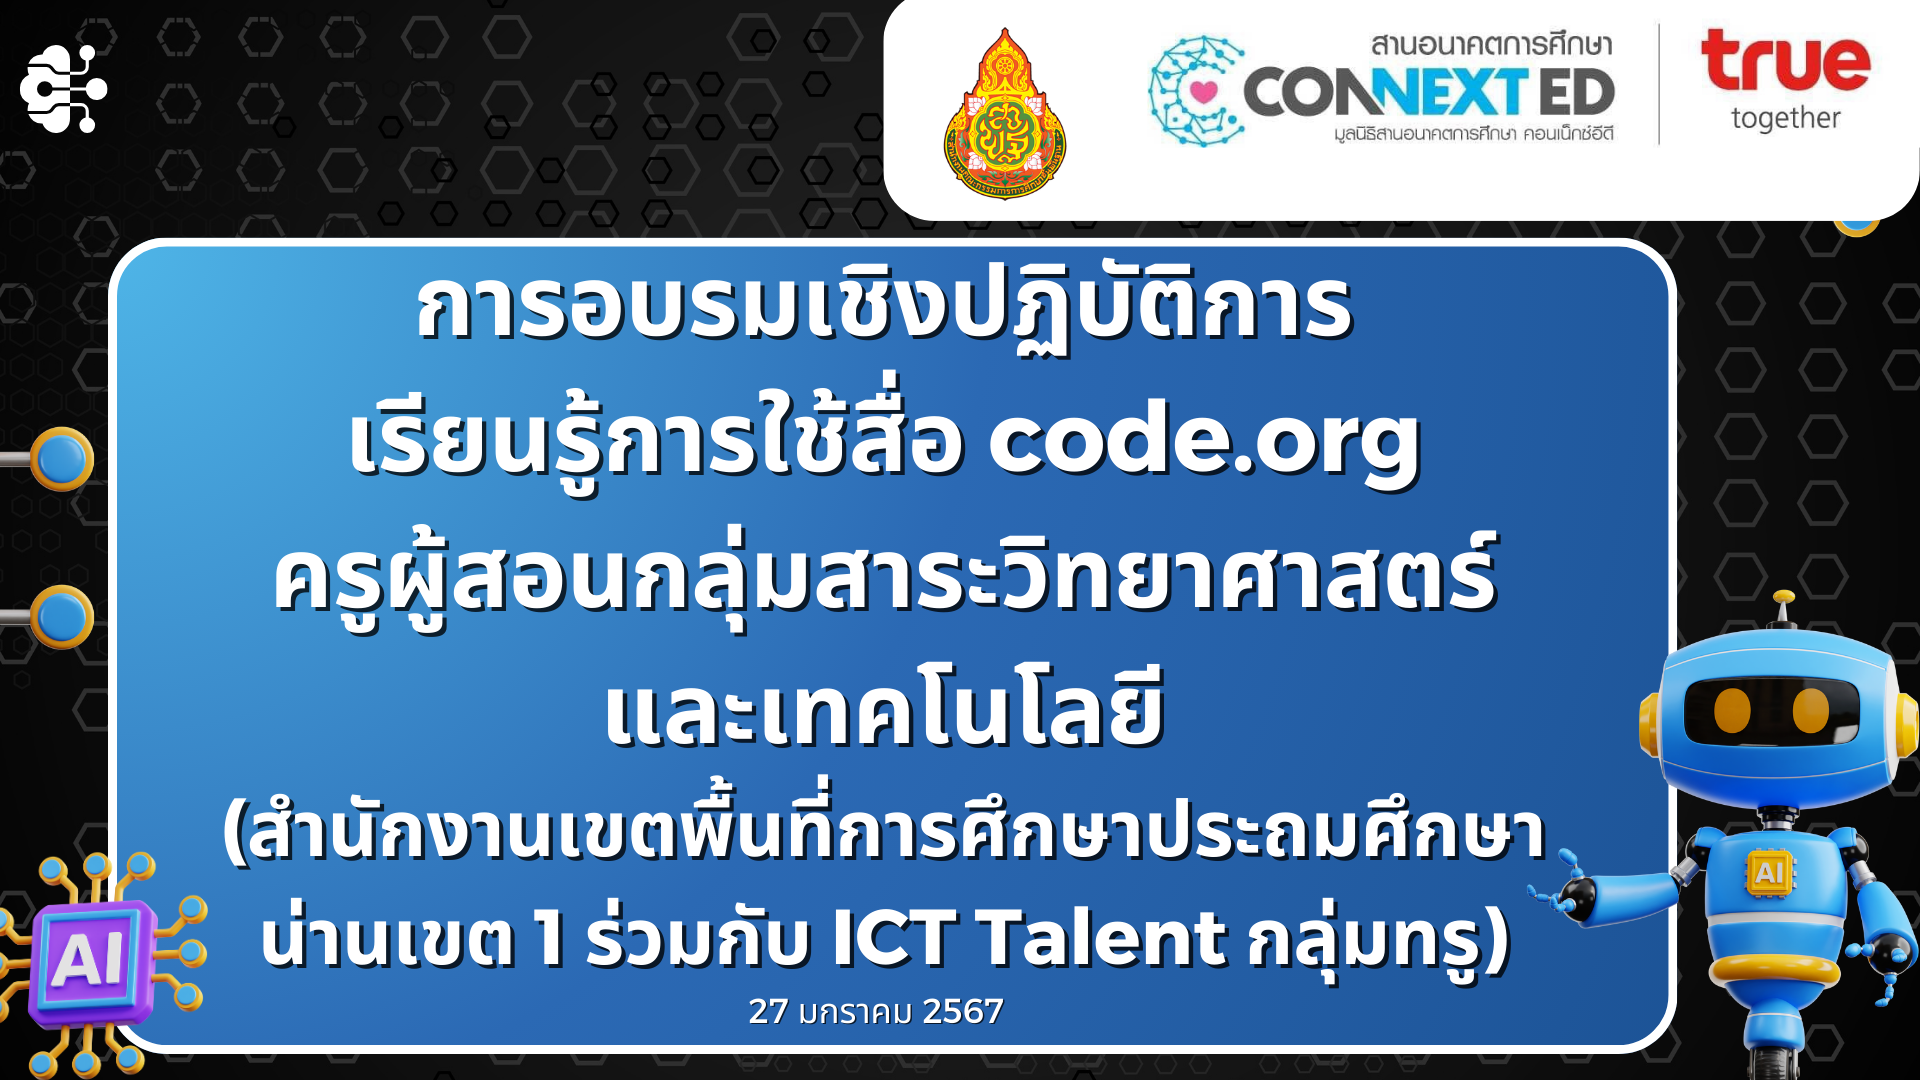 สานอนาคตการศึกษา
CONNEXT ED
มูลนิธิสานอนาคตการศึกษา คอนเน็กซ์อีดี
true
together
การอบรมเชิงปฏิบัติการ
เรียนรู้การใช้สื่อ code.org
ครูผู้สอนกลุ่มสาระวิทยาศาสตร์
และเทคโนโลยี
(สำนักงานเขตพื้นที่การศึกษาประถมศึกษา
น่านเขต 1 ร่วมกับ ICT Talent กลุ่มทรู)
27 มกราคม 2567
AI
AI